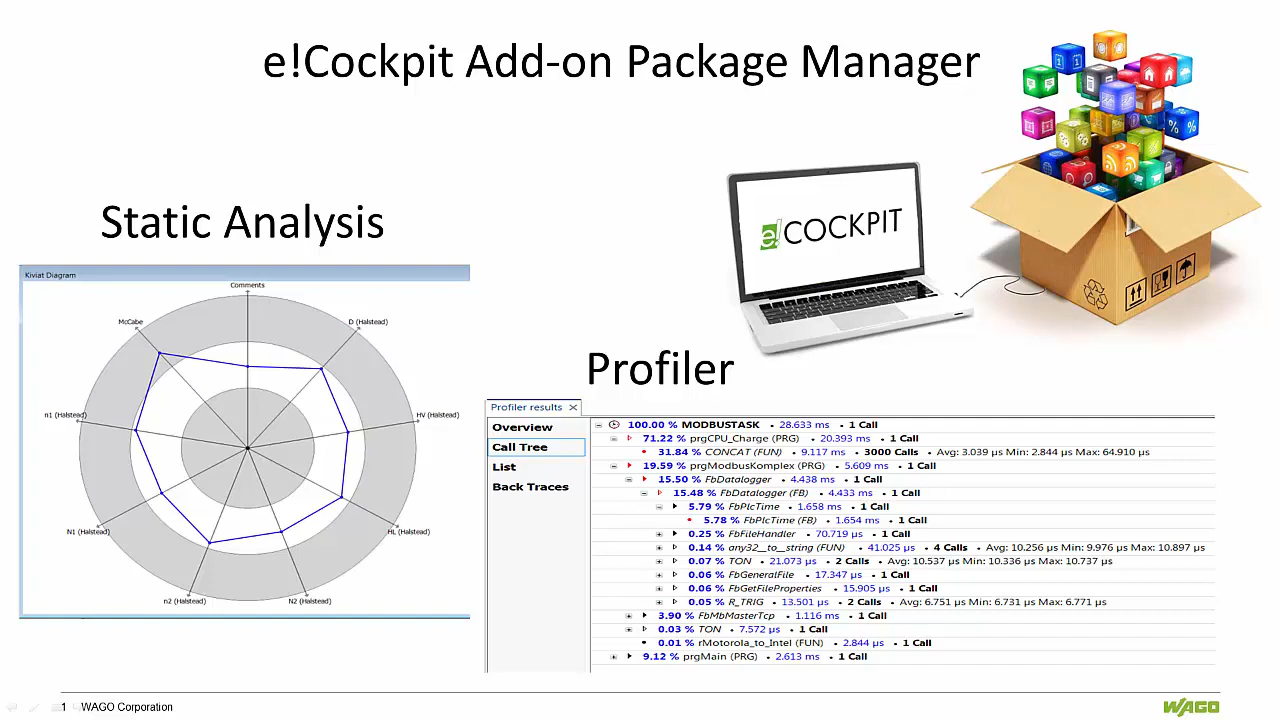 e!Cockpit Add-on Package Manager
e!COCKPIT
Static Analysis
Kiviat Diagram
Comments
McCabe
D (Halstead)
n1 (Halstead)
HV (Halstead)
N1 (Halstead)
HL (Halstead)
n2 (Halstead)
N2 (Halstead)
Profiler
Profiler results
Overview
Call Tree
List
Back Traces
100.00 % MODBUSTASK • 28.633 ms • 1 Call
71.22 % prgCPU_Charge (PRG) • 20.393 ms • 1 Call
31.84 % CONCAT (FUN) • 9.117 ms • 3000 Calls • Avg: 3.039 µs Min: 2.844 µs Max: 64.910 µs
19.59 % prgModbusKomplex (PRG) • 5.609 ms • 1 Call
15.50 % FbDatalogger • 4.438 ms • 1 Call
15.48 % FbDatalogger (FB) • 4.433 ms • 1 Call
5.79 % FbPlcTime • 1.658 ms • 1 Call
5.78 % FbPlcTime (FB) • 1.654 ms • 1 Call
0.25 % FbFileHandler • 70.719 µs • 1 Call
0.14 % any32__to__string (FUN) • 41.025 µs • 4 Calls • Avg: 10.256 µs Min: 9.976 µs Max: 10.897 µs
0.07 % TON • 21.073 µs • 2 Calls • Avg: 10.537 µs Min: 10.336 µs Max: 10.737 µs
0.06 % FbGeneralFile • 17.347 µs • 1 Call
0.06 % FbGetFileProperties • 15.905 µs • 1 Call
0.05 % R_TRIG • 13.501 µs • 2 Calls • Avg: 6.751 µs Min: 6.731 µs Max: 6.771 µs
3.90 % FbMbMasterTcp • 1.116 ms • 1 Call
0.03 % TON • 7.572 µs • 1 Call
0.01 % rMotorola_to_Intel (FUN) • 2.844 µs • 1 Call
9.12 % prgMain (PRG) • 2.613 ms • 1 Call
1 WAGO Corporation
WAGO